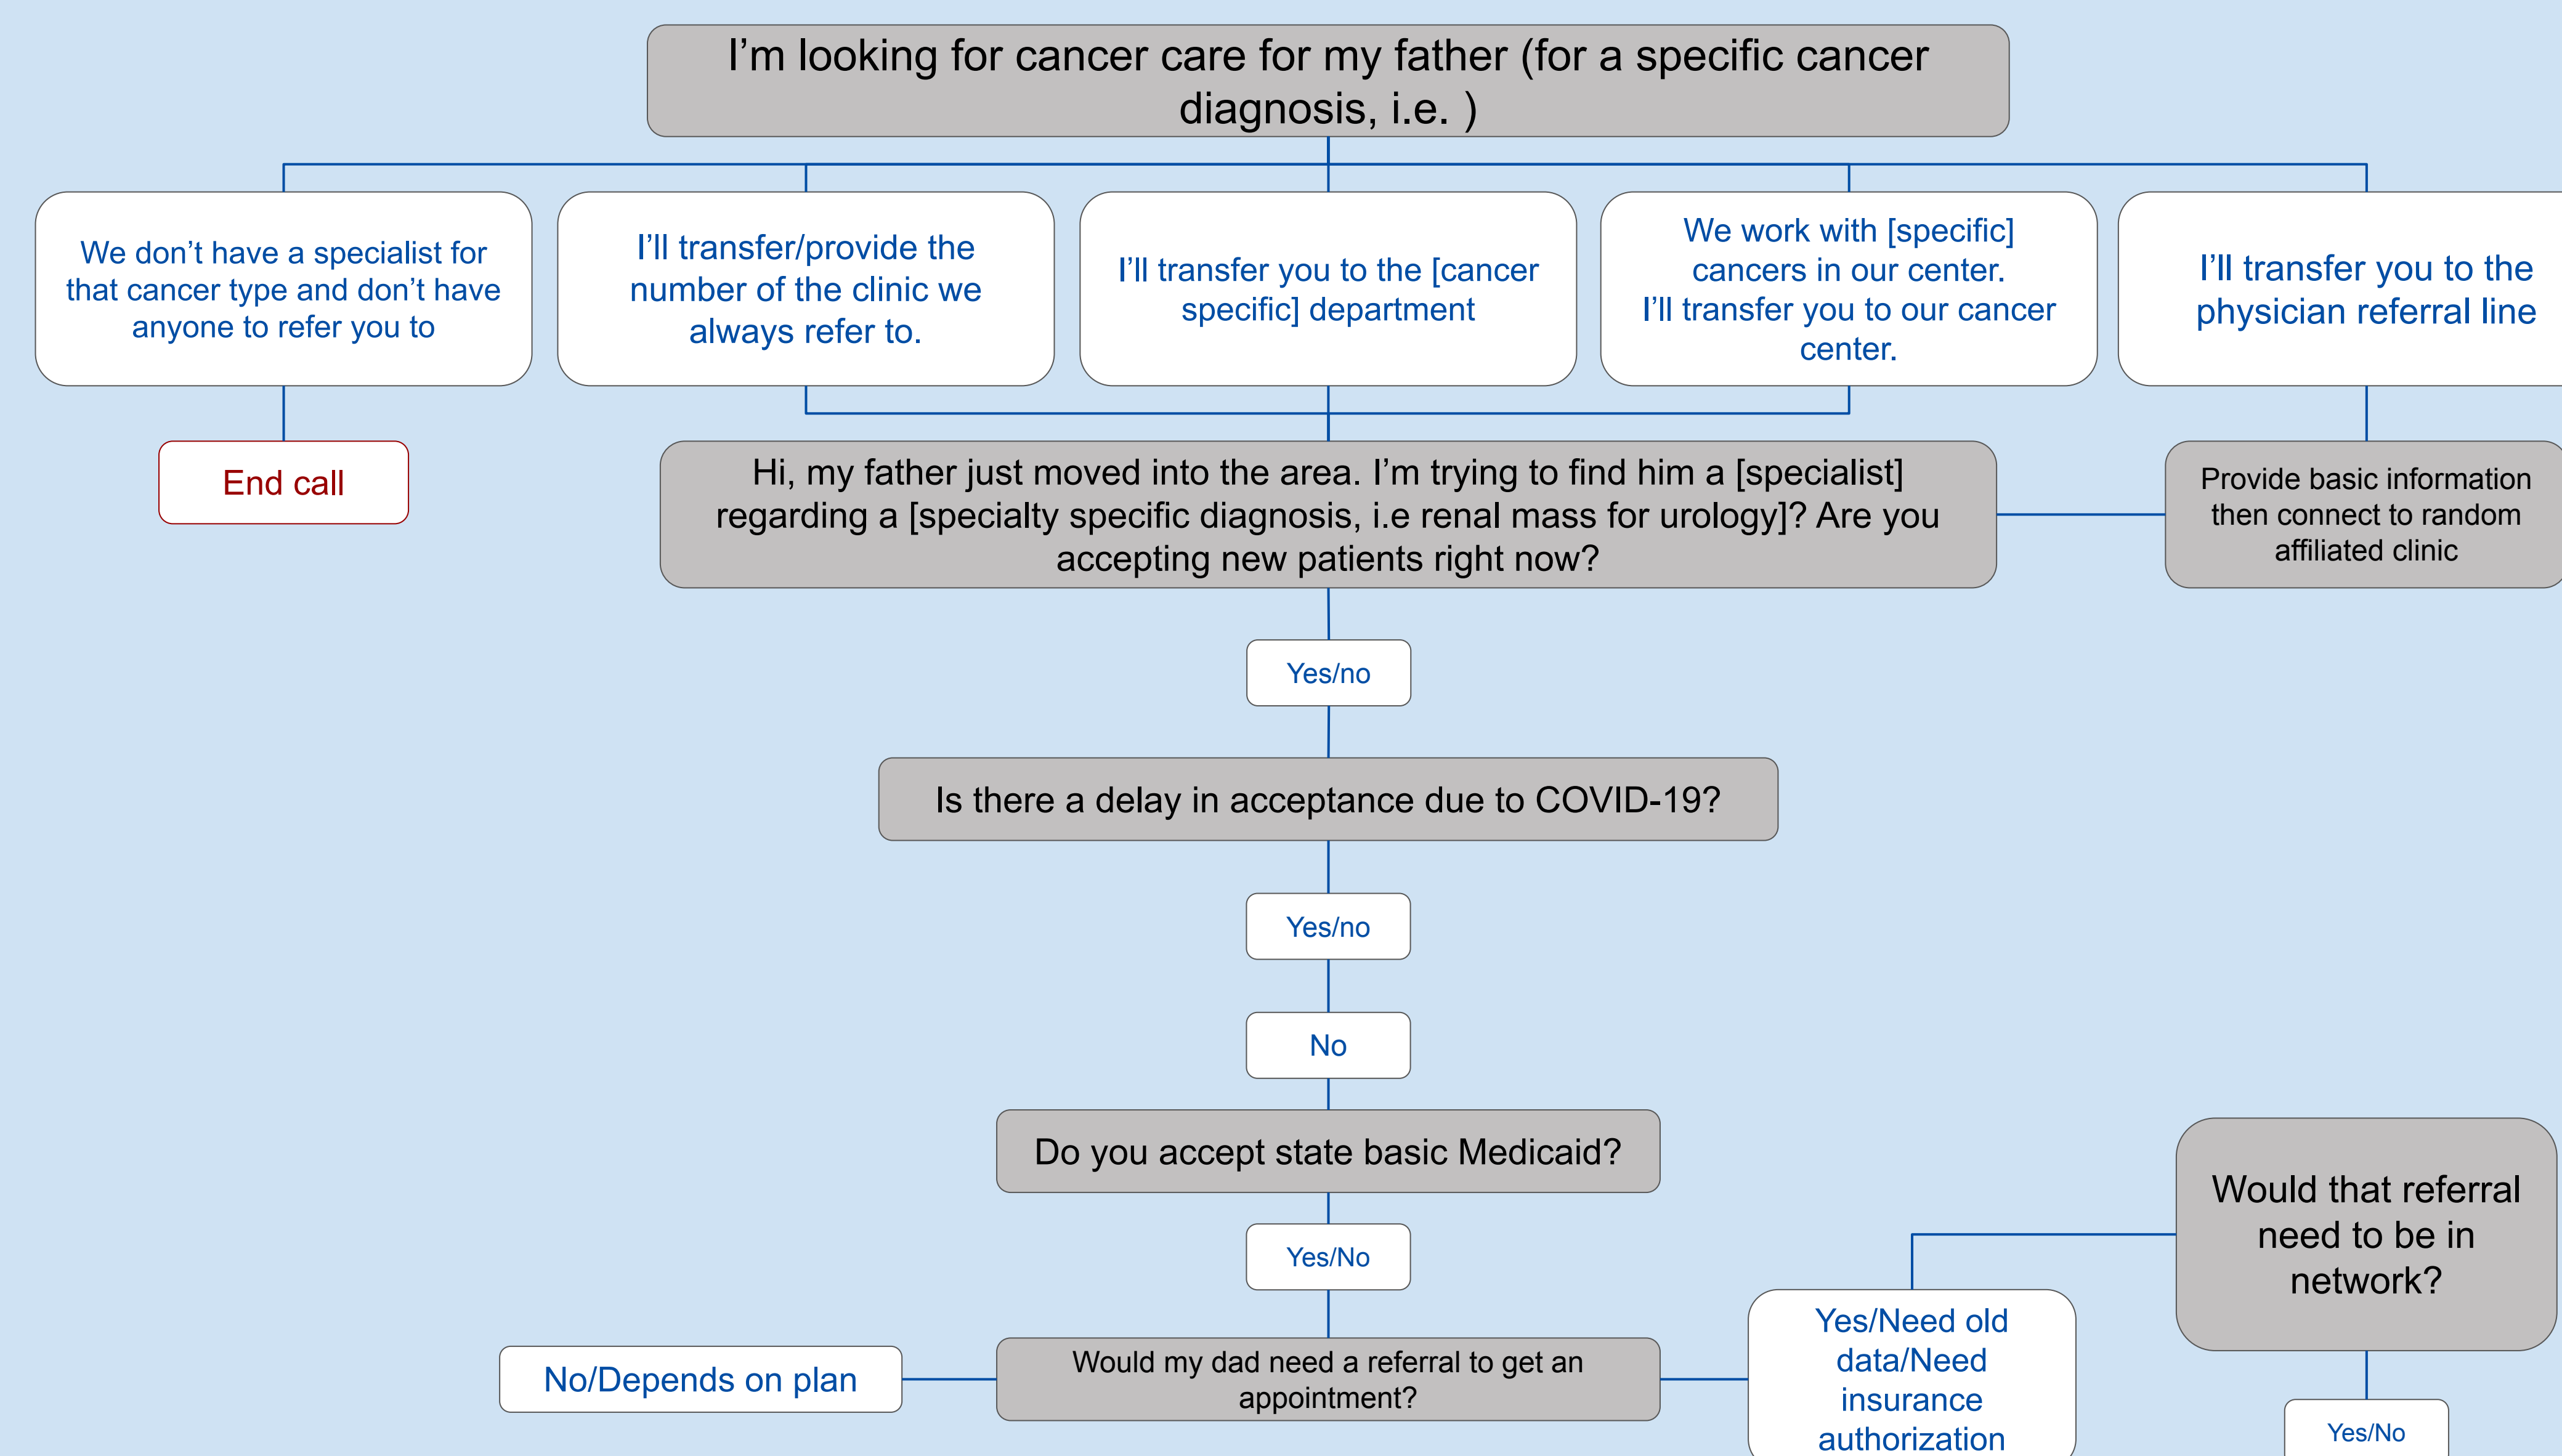 I’m looking for cancer care for my father (for a specific cancer
diagnosis, i.e. )
We don’t have a specialist for
that cancer type and don’t have
anyone to refer you to
I’ll transfer/provide the
number of the clinic we
always refer to.
I’ll transfer you to the [cancer
specific] department
We work with [specific]
cancers in our center.
I’ll transfer you to our cancer
center.
I’ll transfer you to the
physician referral line
End call
Hi, my father just moved into the area. I’m trying to find him a [specialist]
regarding a [specialty specific diagnosis, i.e renal mass for urology]? Are you
accepting new patients right now?
Provide basic information
then connect to random
affiliated clinic
Yes/no
Is there a delay in acceptance due to COVID-19?
Yes/no
No
Do you accept state basic Medicaid?
Yes/No
Would that referral
need to be in
network?
No/Depends on plan
Would my dad need a referral to get an
appointment?
Yes/Need old
data/Need
insurance
authorization
Yes/No